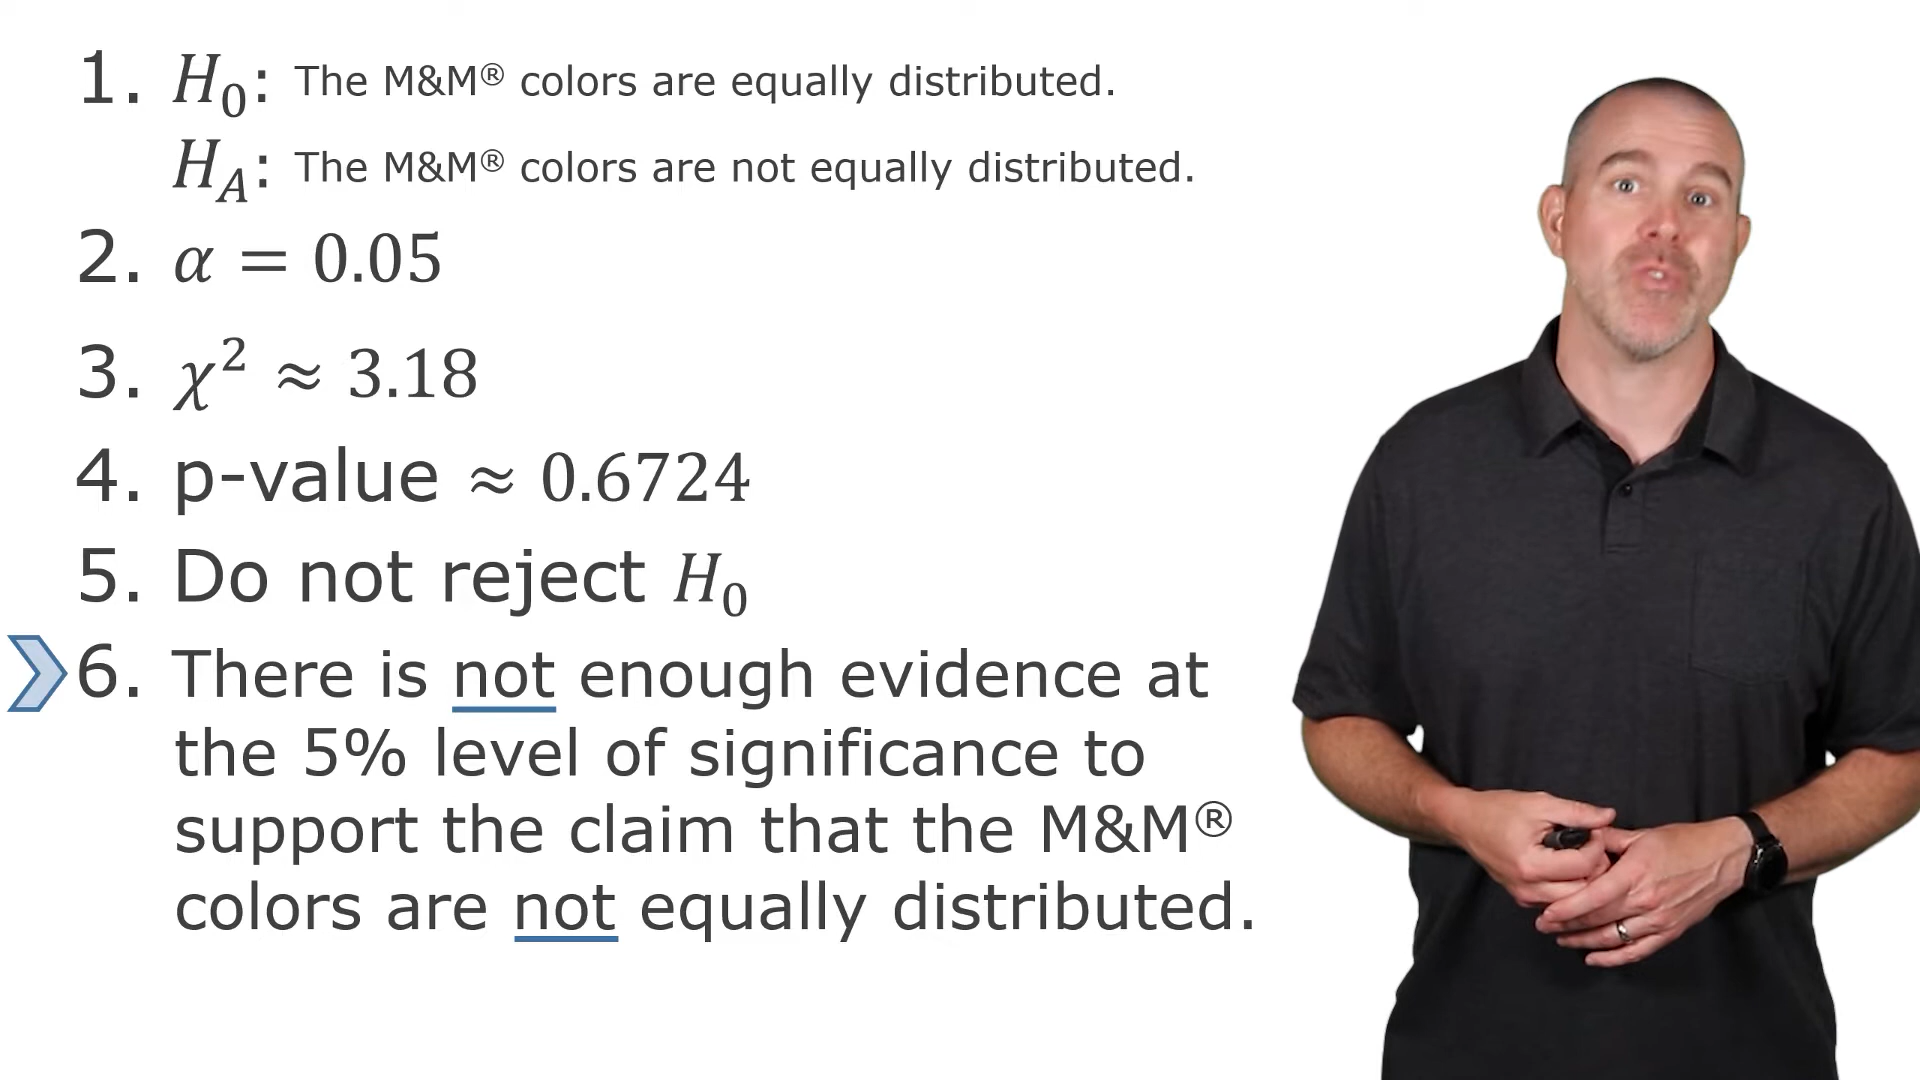 1. H₀: The M&M® colors are equally distributed.
H_A: The M&M® colors are not equally distributed.
2. α = 0.05
3. χ² ≈ 3.18
4. p-value ≈ 0.6724
5. Do not reject H₀
6. There is not enough evidence at
the 5% level of significance to
support the claim that the M&M®
colors are not equally distributed.